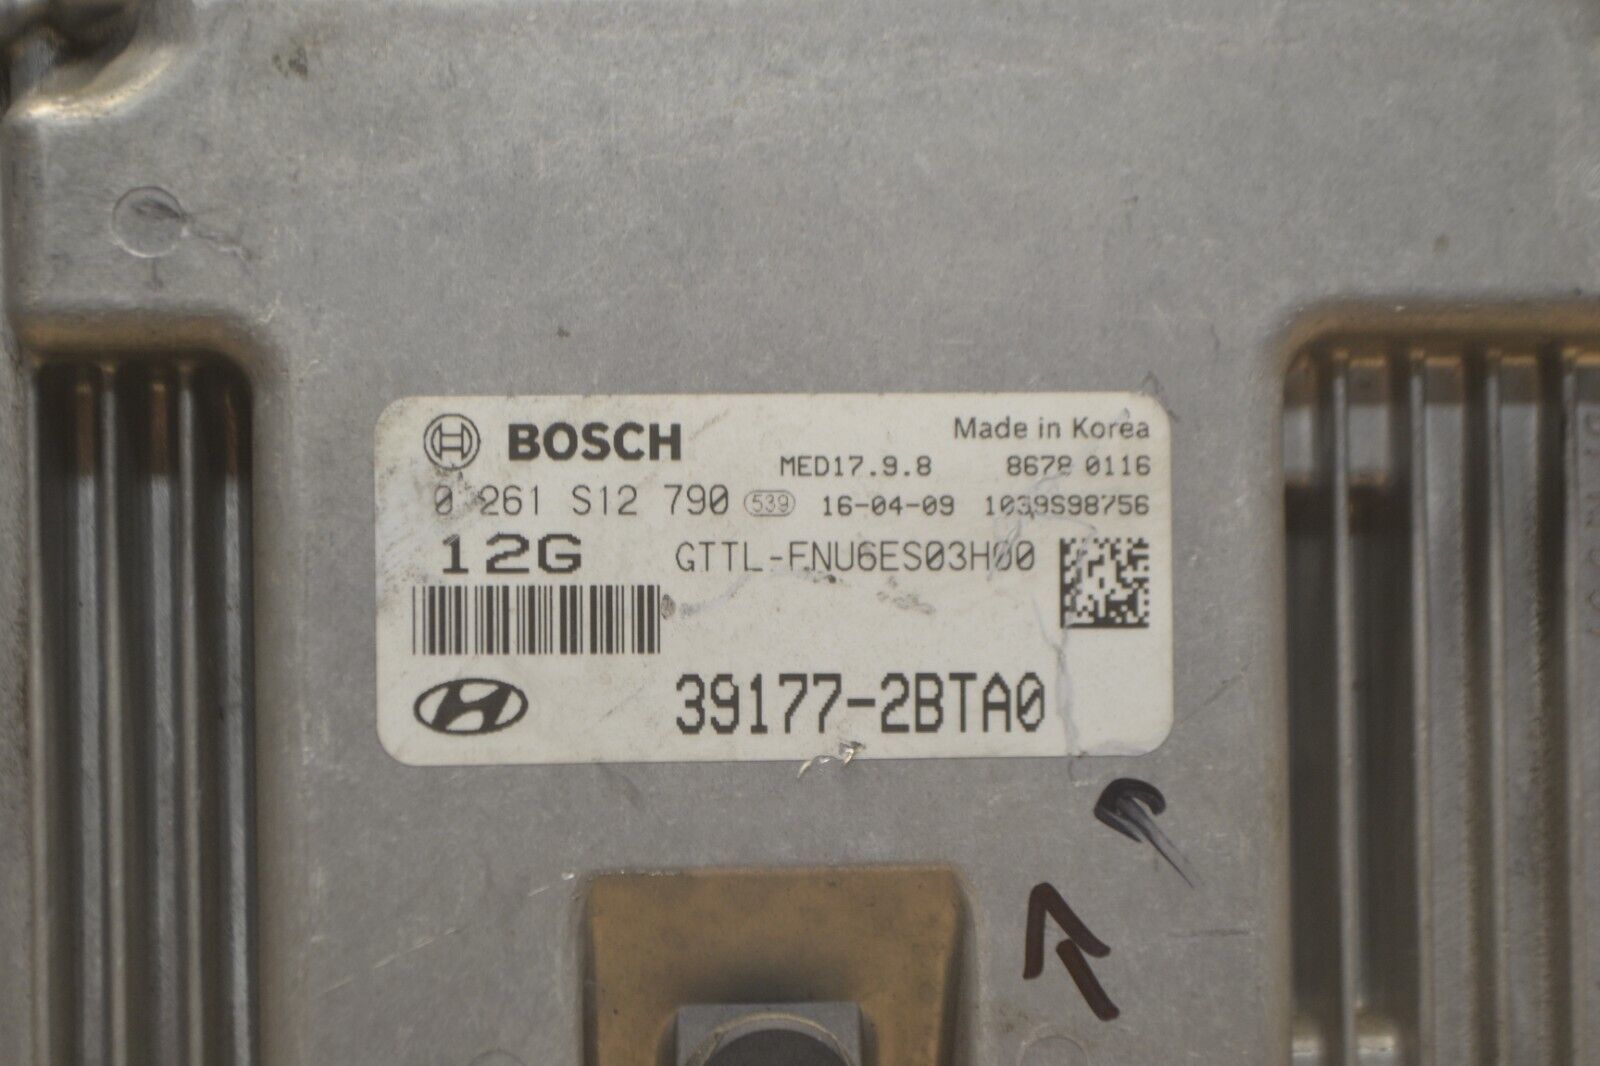 BOSCH
Made in Korea
MED17.9.8 0116
0 261 S12 790 539 16-04-09 1039S98756
12G GTTL-FNU6ES03H00
39177-2BTA0